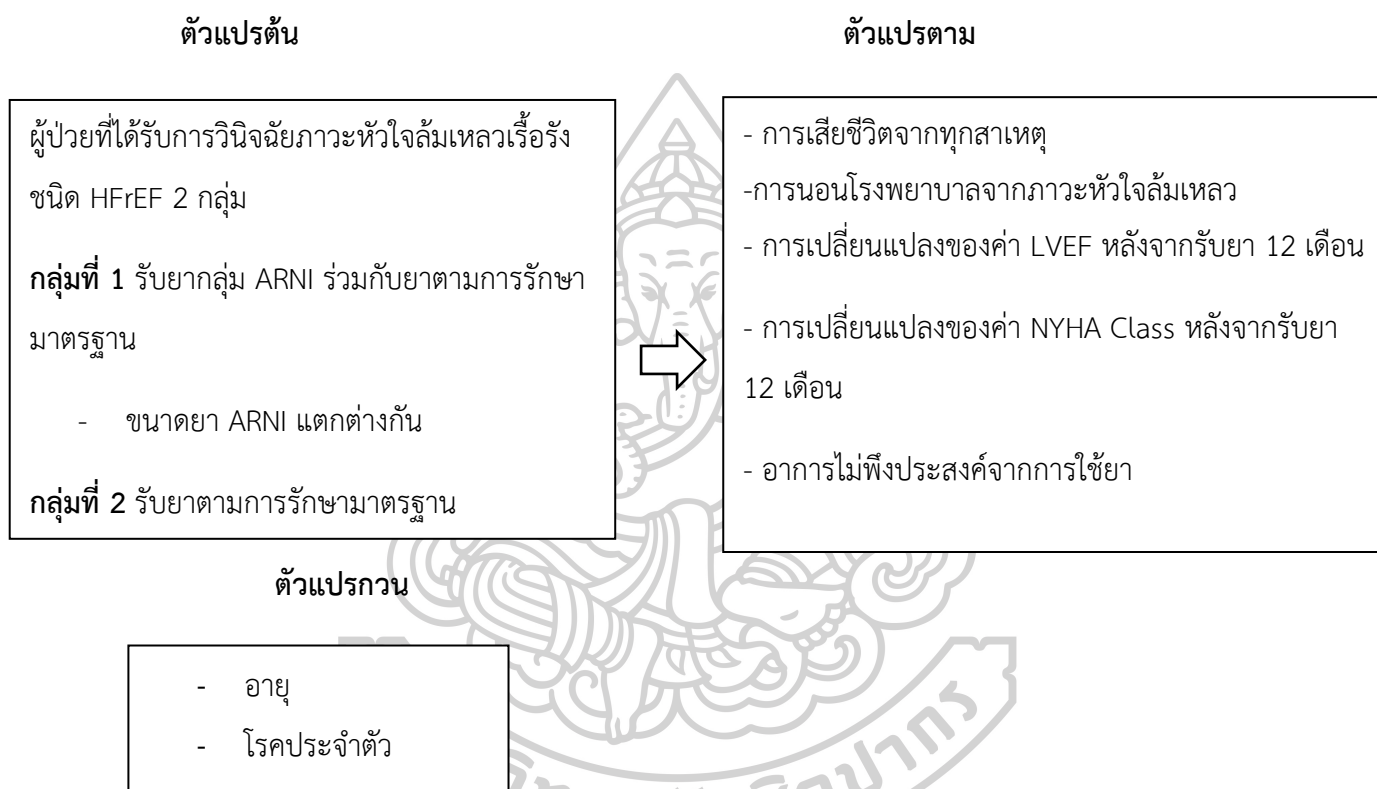 ตัวแปรต้น
ตัวแปรตาม
ผู้ป่วยที่ได้รับการวินิจฉัยภาวะหัวใจล้มเหลวเรื้อรัง
ชนิด HFrEF 2 กลุ่ม
กลุ่มที่ 1 รับยากลุ่ม ARNI ร่วมกับยาตามการรักษา
มาตรฐาน
- ขนาดยา ARNI แตกต่างกัน
กลุ่มที่ 2 รับยาตามการรักษามาตรฐาน
- การเสียชีวิตจากทุกสาเหตุ
-การนอนโรงพยาบาลจากภาวะหัวใจล้มเหลว
- การเปลี่ยนแปลงของค่า LVEF หลังจากรับยา 12 เดือน
- การเปลี่ยนแปลงของค่า NYHA Class หลังจากรับยา
12 เดือน
- อาการไม่พึงประสงค์จากการใช้ยา
ตัวแปรกวน
- อายุ
- โรคประจำตัว